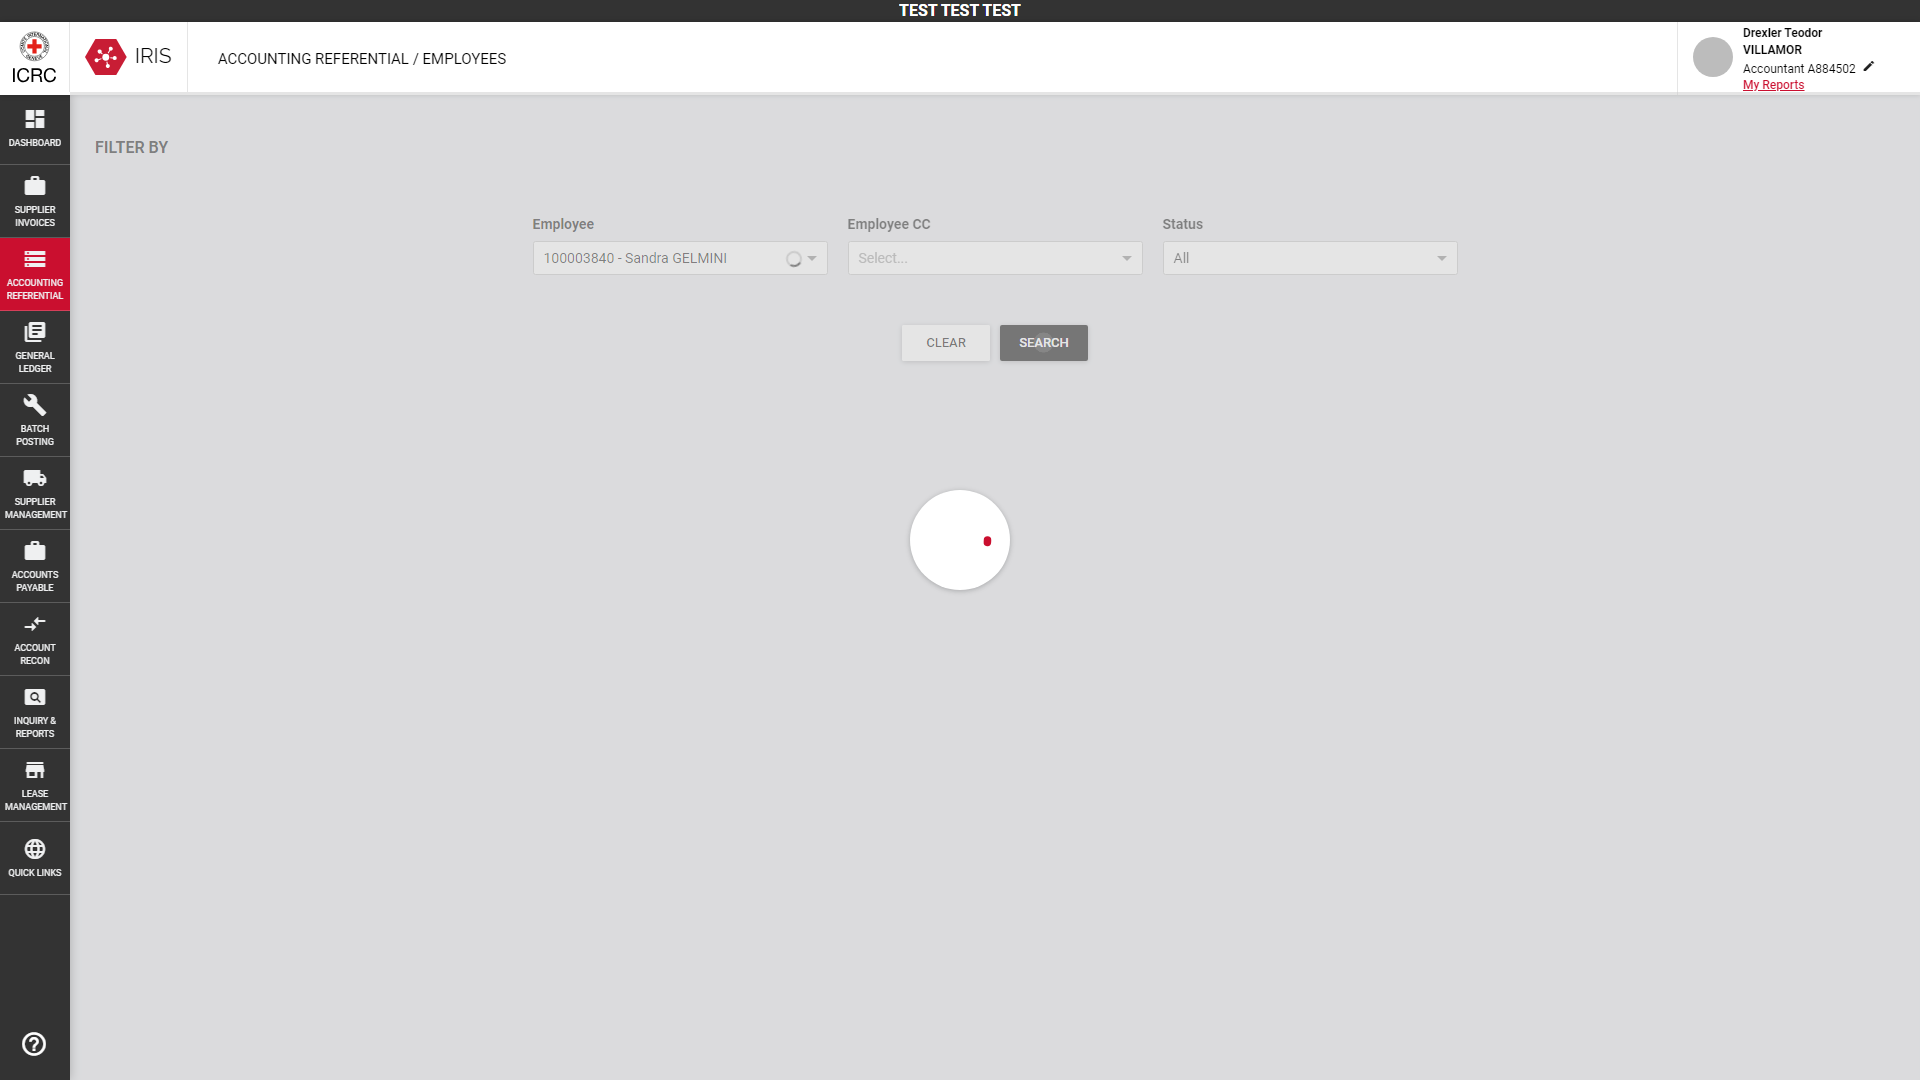 TEST TEST TEST
ICRC
IRIS
ACCOUNTING REFERENTIAL / EMPLOYEES
Drexler Teodor
VILLAMOR
Accountant A884502
My Reports
DASHBOARD
SUPPLIER
INVOICES
ACCOUNTING
REFERENTIAL
GENERAL
LEDGER
BATCH
POSTING
SUPPLIER
MANAGEMENT
ACCOUNTS
PAYABLE
ACCOUNT
RECON
INQUIRY &
REPORTS
LEASE
MANAGEMENT
QUICK LINKS
FILTER BY
Employee
Employee CC
Status
100003840 - Sandra GELMINI
Select...
All
CLEAR
SEARCH